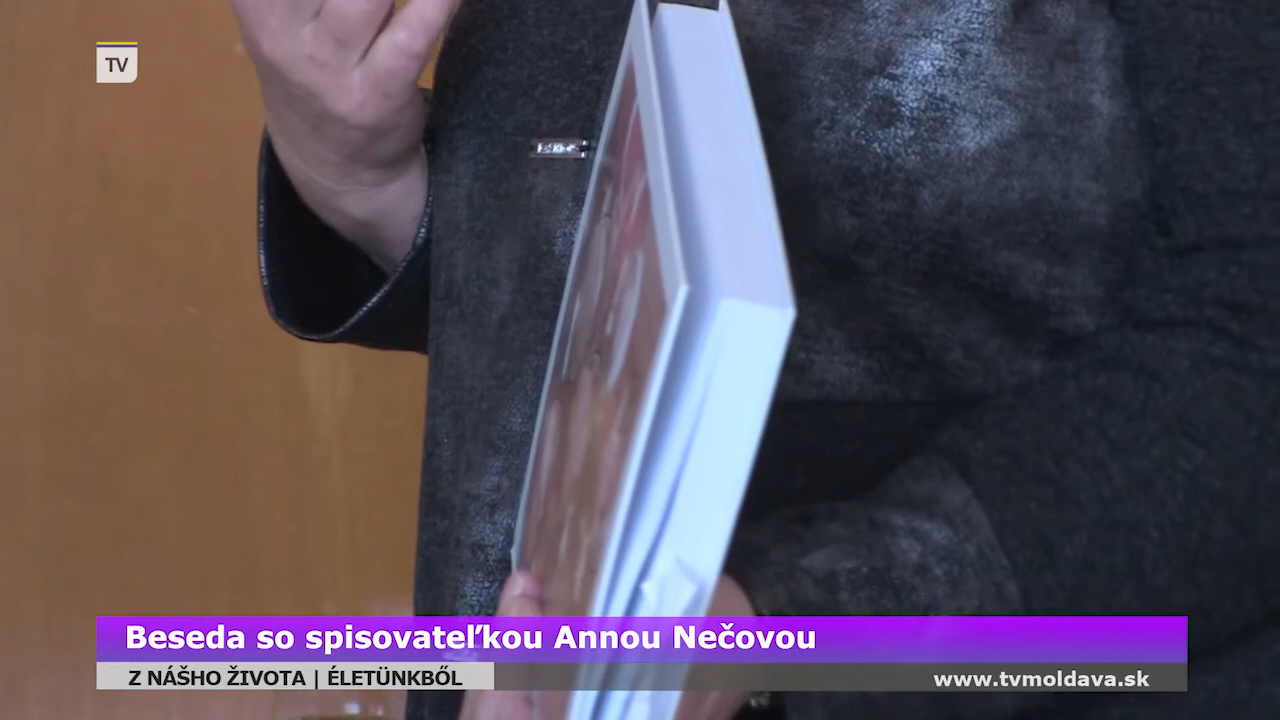 TV
Beseda so spisovateľkou Annou Nečovou
Z NÁŠHO ŽIVOTA | ÉLETÜNKBŐL
www.tvmoldava.sk